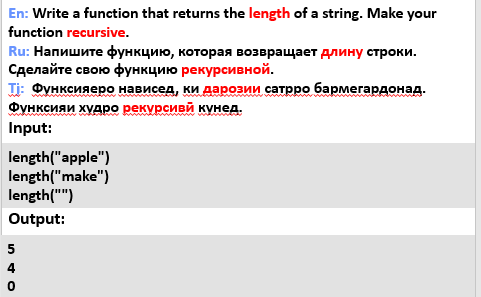 En: Write a function that returns the length of a string. Make your
function recursive.
Ru: Напишите функцию, которая возвращает длину строки.
Сделайте свою функцию рекурсивной.
Tj: Функсияеро нависед, ки дарозии сатрро бармегардонад.
Функсияи худро рекурсивӣ кунед.
Input:
length("apple")
length("make")
length("")
Output:
5
4
0